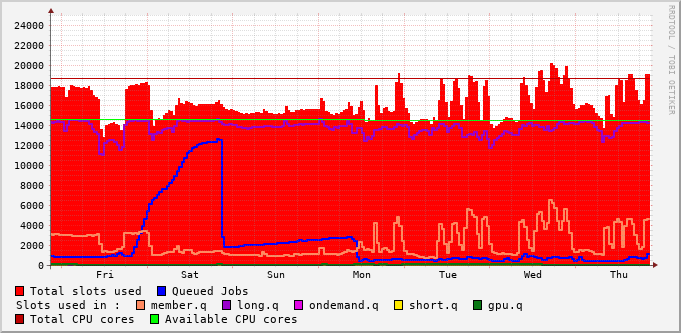 24000
22000
20000
18000
16000
14000
12000
10000
8000
6000
4000
2000
0
Fri Sat Sun Mon Tue Wed Thu
RRDTOOL / TOBI OETIKER
Total slots used Queued Jobs
Slots used in : member.q long.q ondemand.q short.q gpu.q
Total CPU cores Available CPU cores